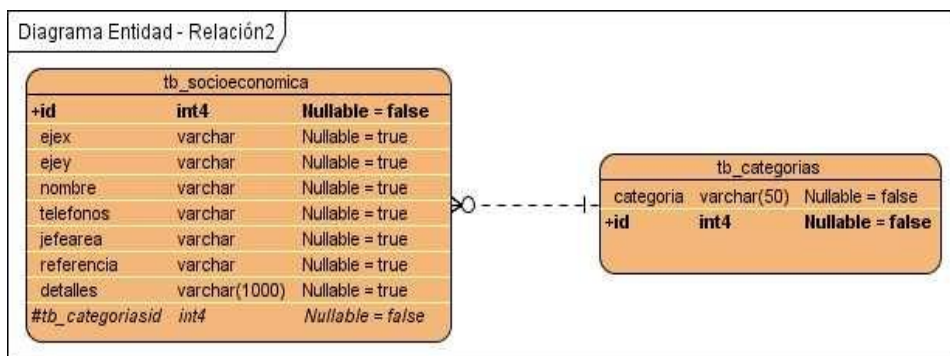 Diagrama Entidad - Relación2
tb_socioeconomica
+id int4 Nullable = false
ejex varchar Nullable = true
ejey varchar Nullable = true
nombre varchar Nullable = true
telefonos varchar Nullable = true
jefearea varchar Nullable = true
referencia varchar Nullable = true
detalles varchar(1000) Nullable = true
#tb_categoriasid int4 Nullable = false
tb_categorias
categoria varchar(50) Nullable = false
+id int4 Nullable = false